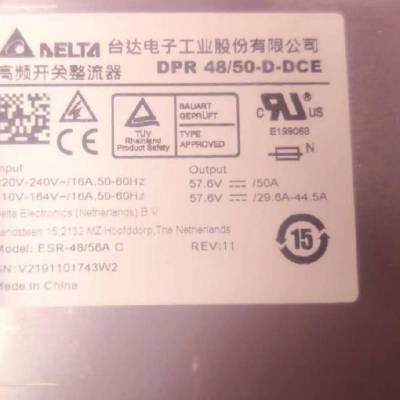 DELTA 台达电子工业股份有限公司
高频开关整流器 DPR 48/50-D-DCE
TÜV Rheinland Product Safety
BAUART GEPRÜFT
TYPE APPROVED
c RU US
E199068
N
Input Output:
220V-240V~/16A,50-60Hz 57.6V /50A
110V-164V~/16A,50-60Hz 57.6V /29.6A-44.5A
Delta Electronics (Netherlands) B.V.
15,2132 MZ Hoofddorp,The Netherlands
Model: ESR-48/56A C REV:11
SN:V2191101743W2
Made in China
15